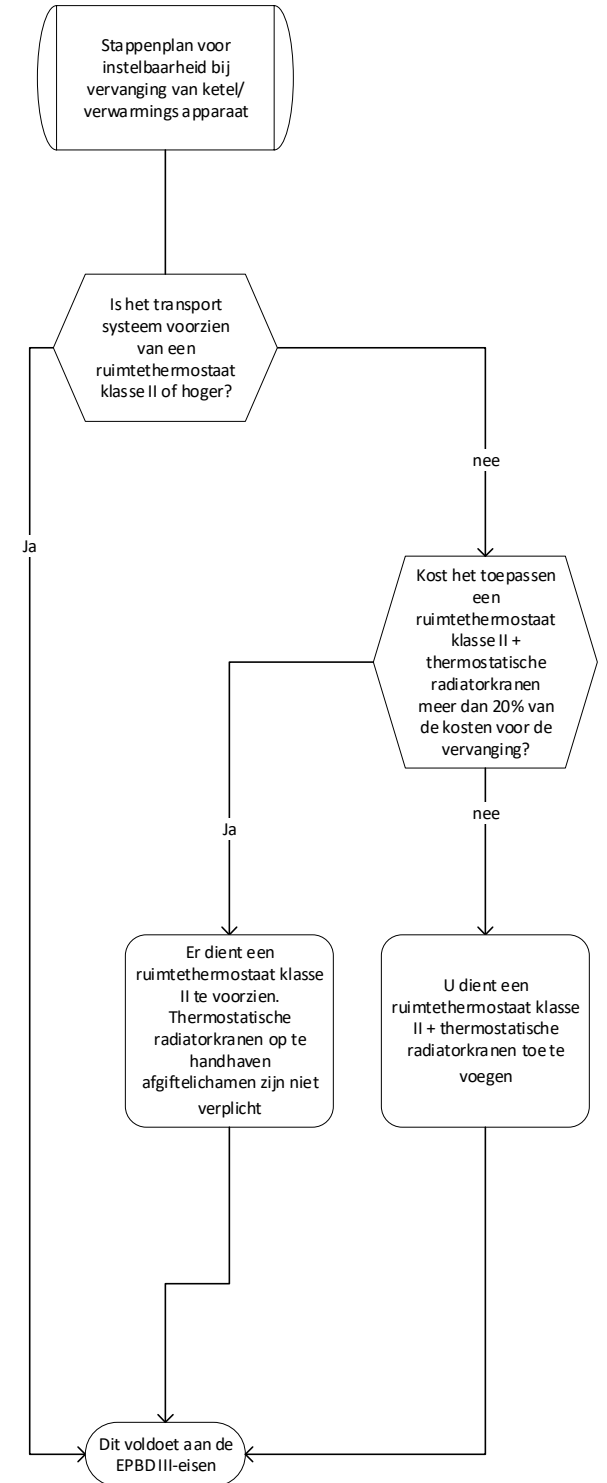 Stappenplan voor
instelbaarheid bij
vervanging van ketel/
verwarmings apparaat
Is het transport
systeem voorzien
van een
ruimtethermostaat
klasse II of hoger?
nee
Ja
Kost het toepassen
een
ruimtethermostaat
klasse II +
thermostatische
radiatorkranen
meer dan 20% van
de kosten voor de
vervanging?
Ja
nee
Er dient een
ruimtethermostaat klasse
II te voorzien.
Thermostatische
radiatorkranen op te
handhaven
afgiftelichamen zijn niet
verplicht
U dient een
ruimtethermostaat klasse
II + thermostatische
radiatorkranen toe te
voegen
Dit voldoet aan de
EPBDIII-eisen